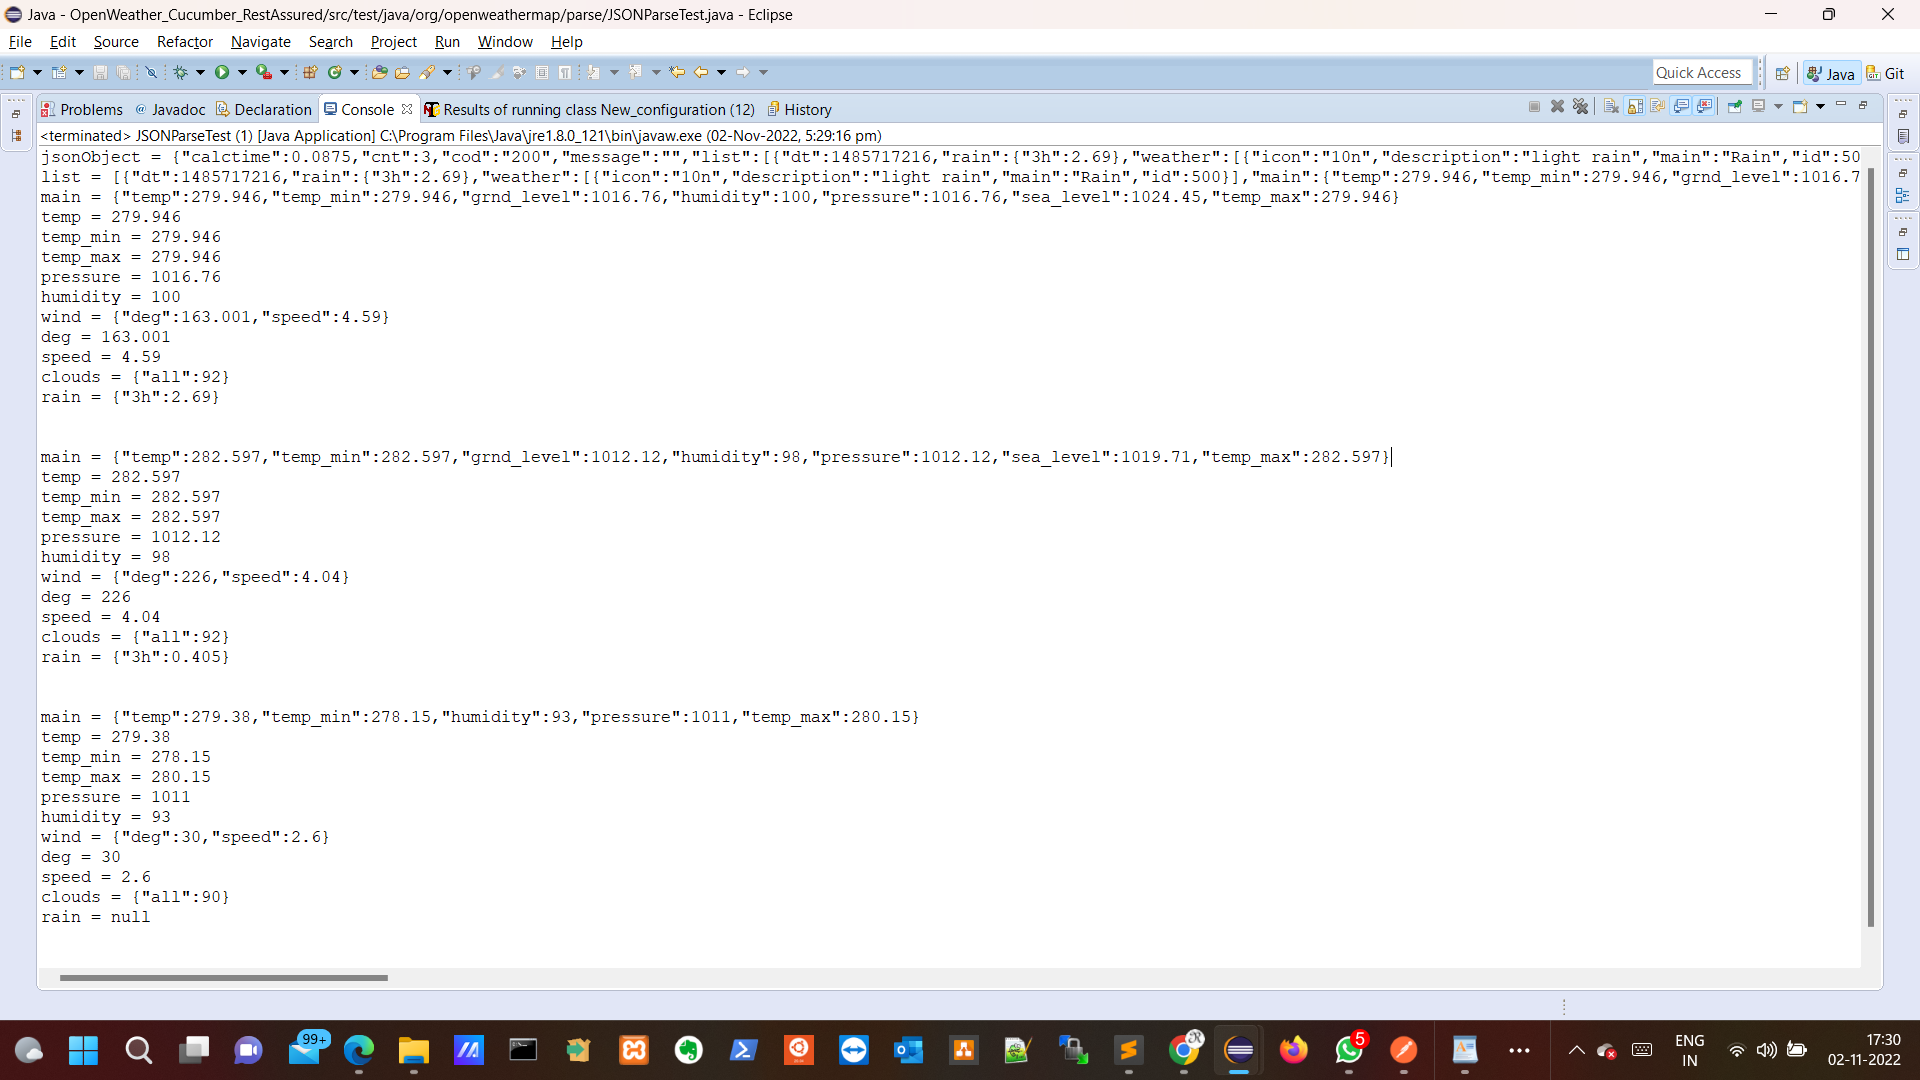 Java - OpenWeather_Cucumber_RestAssured/src/test/java/org/openweathermap/parse/JSONParseTest.java - Eclipse
File Edit Source Refactor Navigate Search Project Run Window Help
Quick Access Java Git
Problems @ Javadoc Declaration Console Results of running class New_configuration (12) History
<terminated> JSONParseTest (1) [Java Application] C:\Program Files\Java\jre1.8.0_121\bin\javaw.exe (02-Nov-2022, 5:29:16 pm)
jsonObject = {"calctime":0.0875,"cnt":3,"cod":"200","message":"","list":[{"dt":1485717216,"rain":{"3h":2.69},"weather":[{"icon":"10n","description":"light rain","main":"Rain","id":50
list = [{"dt":1485717216,"rain":{"3h":2.69},"weather":[{"icon":"10n","description":"light rain","main":"Rain","id":500}],"main":{"temp":279.946,"temp_min":279.946,"grnd_level":1016.7
main = {"temp":279.946,"temp_min":279.946,"grnd_level":1016.76,"humidity":100,"pressure":1016.76,"sea_level":1024.45,"temp_max":279.946}
temp = 279.946
temp_min = 279.946
temp_max = 279.946
pressure = 1016.76
humidity = 100
wind = {"deg":163.001,"speed":4.59}
deg = 163.001
speed = 4.59
clouds = {"all":92}
rain = {"3h":2.69}
main = {"temp":282.597,"temp_min":282.597,"grnd_level":1012.12,"humidity":98,"pressure":1012.12,"sea_level":1019.71,"temp_max":282.597}
temp = 282.597
temp_min = 282.597
temp_max = 282.597
pressure = 1012.12
humidity = 98
wind = {"deg":226,"speed":4.04}
deg = 226
speed = 4.04
clouds = {"all":92}
rain = {"3h":0.405}
main = {"temp":279.38,"temp_min":278.15,"humidity":93,"pressure":1011,"temp_max":280.15}
temp = 279.38
temp_min = 278.15
temp_max = 280.15
pressure = 1011
humidity = 93
wind = {"deg":30,"speed":2.6}
deg = 30
speed = 2.6
clouds = {"all":90}
rain = null
99+
5
ENG
IN
17:30
02-11-2022